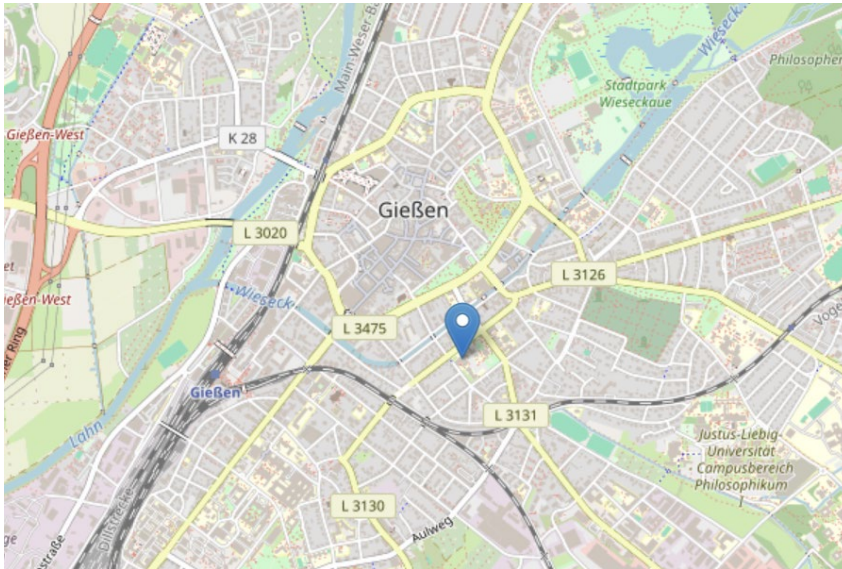 Main-Weser-B
Wieseck
Philosophen
Stadtpark
Wieseckaue
Gießen-West
K 28
Gießen
L 3020
L 3126
Gießen-West
Wieseck
L 3475
Gießen
L 3131
Lahn
Justus-Liebig-
Universität
Campusbereich
Philosophikum
I
L 3130
Dillstrecke
Aulweg